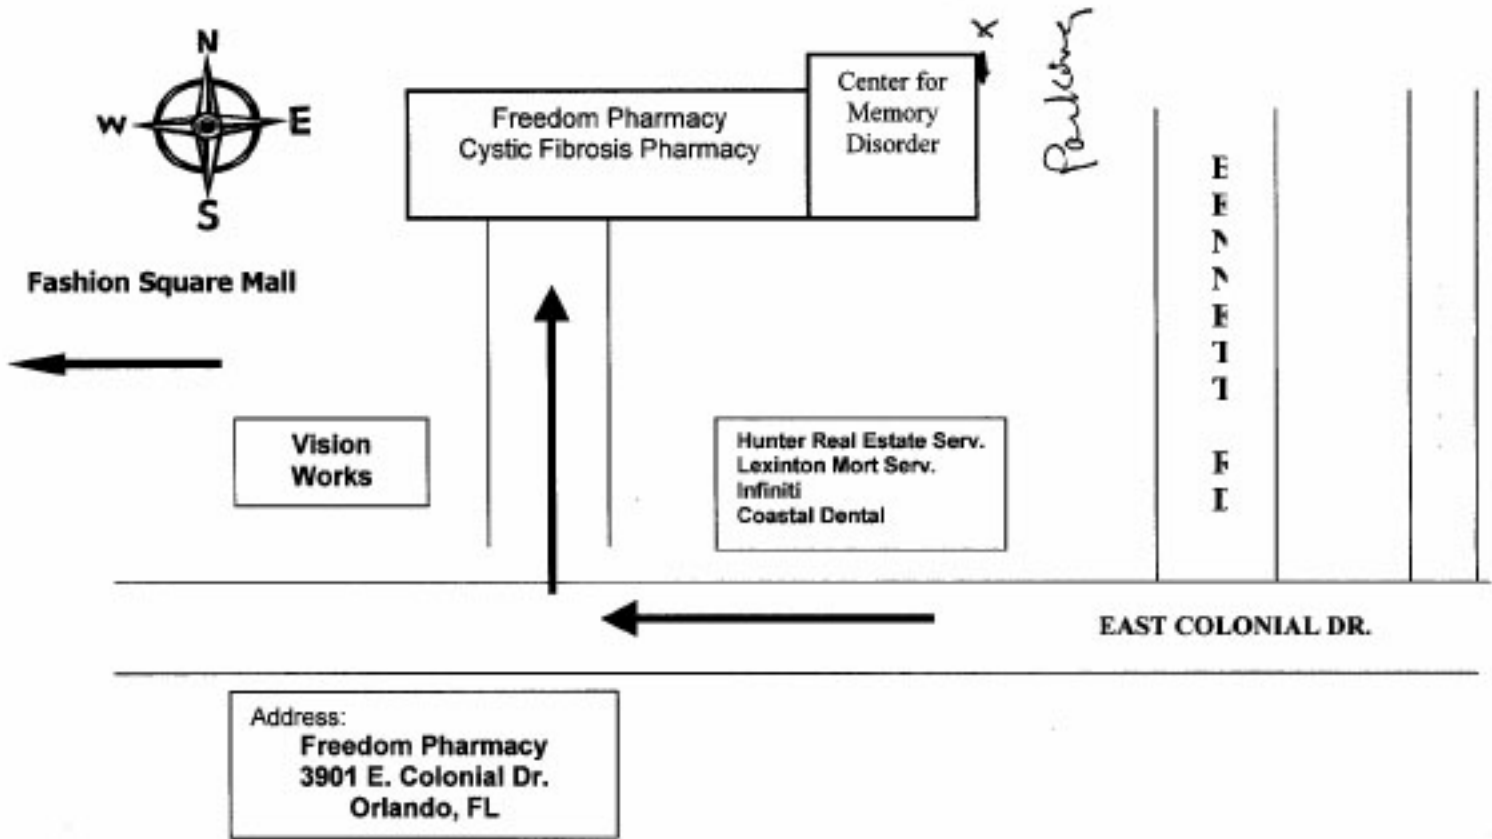 N
W E
S
x
Parking
Freedom Pharmacy
Cystic Fibrosis Pharmacy
Center for
Memory
Disorder
BENNETT RD
Fashion Square Mall
Vision
Works
Hunter Real Estate Serv.
Lexinton Mort Serv.
Infiniti
Coastal Dental
EAST COLONIAL DR.
Address:
Freedom Pharmacy
3901 E. Colonial Dr.
Orlando, FL